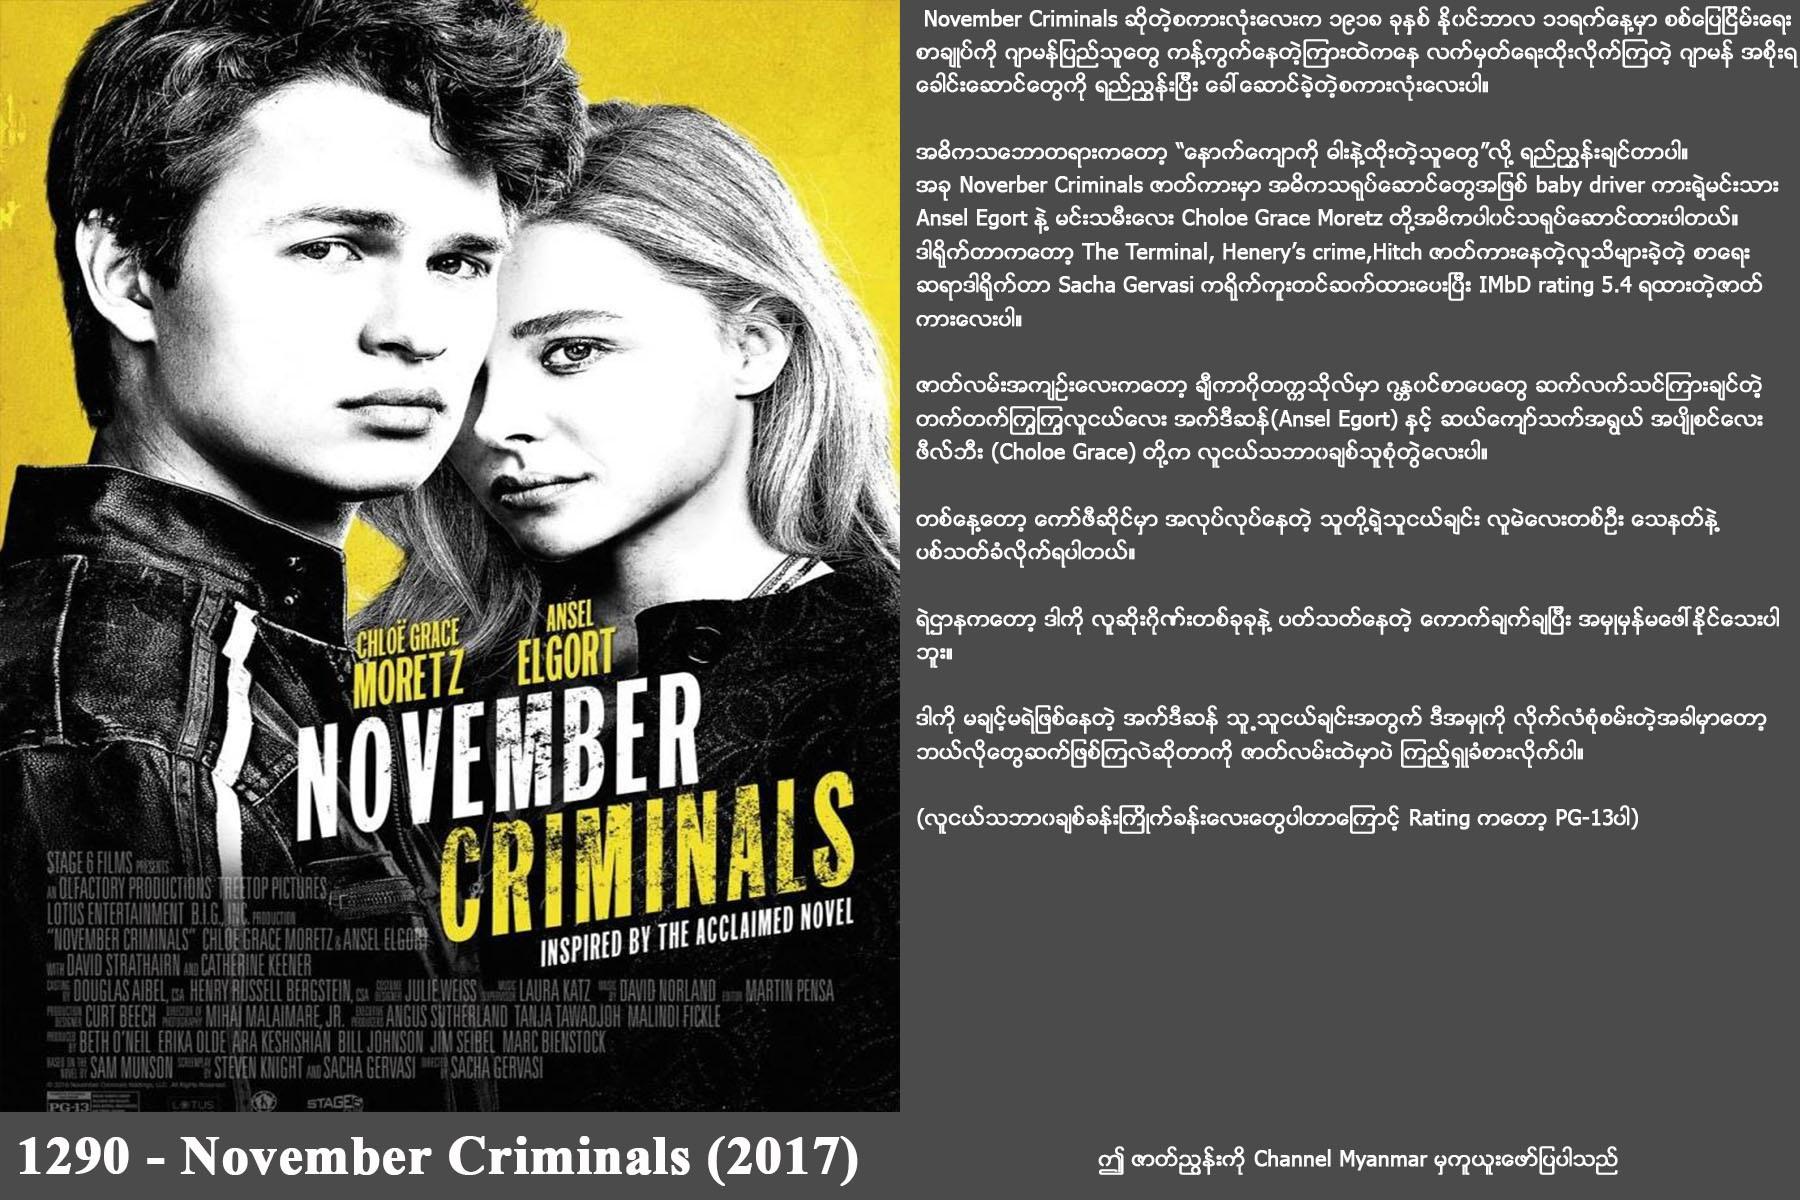 November Criminals ဆိုတဲ့စကားလုံးလေးက ၁၉၁၈ ခုနှစ် နိုဝင်ဘာလ ၁၁ရက်နေ့မှာ စစ်ပြေငြိမ်းရေး
စာချုပ်ကို ဂျာမန်ပြည်သူတွေ ကန့်ကွက်နေတဲ့ကြားထဲကနေ လက်မှတ်ရေးထိုးလိုက်ကြတဲ့ ဂျာမန် အစိုးရ
ခေါင်းဆောင်တွေကို ရည်ညွှန်းပြီး ခေါ်ဆောင်ခဲ့တဲ့စကားလုံးလေးပါ။
အဓိကသဘောတရားကတော့ “နောက်ကျောကို ဓါးနဲ့ထိုးတဲ့သူတွေ”လို့ ရည်ညွှန်းချင်တာပါ။
အခု Noverber Criminals ဇာတ်ကားမှာ အဓိကသရုပ်ဆောင်တွေအဖြစ် baby driver ကားရဲ့မင်းသား
Ansel Egort နဲ့ မင်းသမီးလေး Choloe Grace Moretz တို့အဓိကပါဝင်သရုပ်ဆောင်ထားပါတယ်။
ဒါရိုက်တာကတော့ The Terminal, Henery’s crime,Hitch ဇာတ်ကားနေတဲ့လူသိများခဲ့တဲ့ စာရေး
ဆရာဒါရိုက်တာ Sacha Gervasi ကရိုက်ကူးတင်ဆက်ထားပေးပြီး IMbD rating 5.4 ရထားတဲ့ဇာတ်
ကားလေးပါ။
ဇာတ်လမ်းအကျဉ်းလေးကတော့ ချီကာဂိုတက္ကသိုလ်မှာ ဂန္တဝင်စာပေတွေ ဆက်လက်သင်ကြားချင်တဲ့
တက်တက်ကြွကြွလူငယ်လေး အက်ဒီဆန်(Ansel Egort) နှင့် ဆယ်ကျော်သက်အရွယ် အပျိုစင်လေး
ဖီလ်ဘီး (Choloe Grace) တို့က လူငယ်သဘာဝချစ်သူစုံတွဲလေးပါ။
တစ်နေ့တော့ ကော်ဖီဆိုင်မှာ အလုပ်လုပ်နေတဲ့ သူတို့ရဲ့သူငယ်ချင်း လူမဲလေးတစ်ဦး သေနတ်နဲ့
ပစ်သတ်ခံလိုက်ရပါတယ်။
ရဲဌာနကတော့ ဒါကို လူဆိုးဂိုဏ်းတစ်ခုခုနဲ့ ပတ်သတ်နေတဲ့ ကောက်ချက်ချပြီး အမှုမှန်မဖေါ်နိုင်သေးပါ
ဘူး။
ဒါကို မချင့်မရဲဖြစ်နေတဲ့ အက်ဒီဆန် သူ့သူငယ်ချင်းအတွက် ဒီအမှုကို လိုက်လံစုံစမ်းတဲ့အခါမှာတော့
ဘယ်လိုတွေဆက်ဖြစ်ကြလဲဆိုတာကို ဇာတ်လမ်းထဲမှာပဲ ကြည့်ရှုခံစားလိုက်ပါ။
(လူငယ်သဘာဝချစ်ခန်းကြိုက်ခန်းလေးတွေပါတာကြောင့် Rating ကတော့ PG-13ပါ)
CHLOË GRACE MORETZ
ANSEL ELGORT
NOVEMBER
CRIMINALS
INSPIRED BY THE ACCLAIMED NOVEL
STAGE 6 FILMS PRESENTS
AN OLFACTORY PRODUCTIONS TREETOP PICTURES
LOTUS ENTERTAINMENT B.I.G., INC. PRODUCTION
"NOVEMBER CRIMINALS" CHLOË GRACE MORETZ & ANSEL ELGORT
WITH DAVID STRATHAIRN AND CATHERINE KEENER
CASTING BY DOUGLAS AIBEL, CSA HENRY RUSSELL BERGSTEIN, CSA COSTUME DESIGNER JULIE WEISS MUSIC SUPERVISOR LAURA KATZ MUSIC BY DAVID NORLAND EDITOR MARTIN PENSA
PRODUCTION DESIGNER CURT BEECH DIRECTOR OF PHOTOGRAPHY MIHAI MALAIMARE, JR. EXECUTIVE PRODUCERS ANGUS SUTHERLAND TANJA TAWADJOH MALINDI FICKLE
PRODUCED BY BETH O'NEIL ERIKA OLDE ARA KESHISHIAN BILL JOHNSON JIM SEIBEL MARC BIENSTOCK
BASED ON THE NOVEL BY SAM MUNSON SCREENPLAY BY STEVEN KNIGHT AND SACHA GERVASI DIRECTED BY SACHA GERVASI
PG-13 LOTUS STAGE6
1290 - November Criminals (2017)
ဤ ဇာတ်ညွှန်းကို Channel Myanmar မှကူယူးဖော်ပြပါသည်